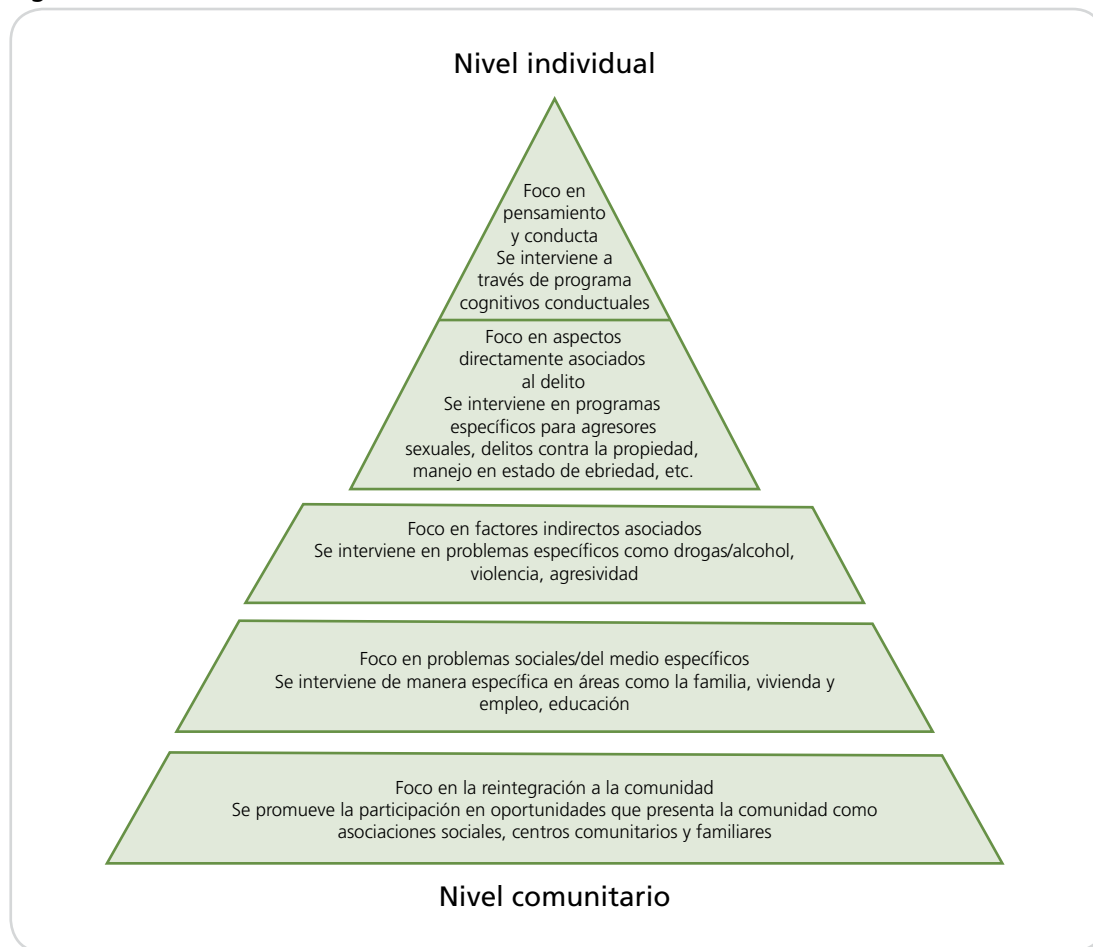 Nivel individual
Foco en
pensamiento
y conducta
Se interviene a
través de programa
cognitivos conductuales
Foco en aspectos
directamente asociados
al delito
Se interviene en programas
específicos para agresores
sexuales, delitos contra la propiedad,
manejo en estado de ebriedad, etc.
Foco en factores indirectos asociados
Se interviene en problemas específicos como drogas/alcohol,
violencia, agresividad
Foco en problemas sociales/del medio específicos
Se interviene de manera específica en áreas como la familia, vivienda y
empleo, educación
Foco en la reintegración a la comunidad
Se promueve la participación en oportunidades que presenta la comunidad como
asociaciones sociales, centros comunitarios y familiares
Nivel comunitario